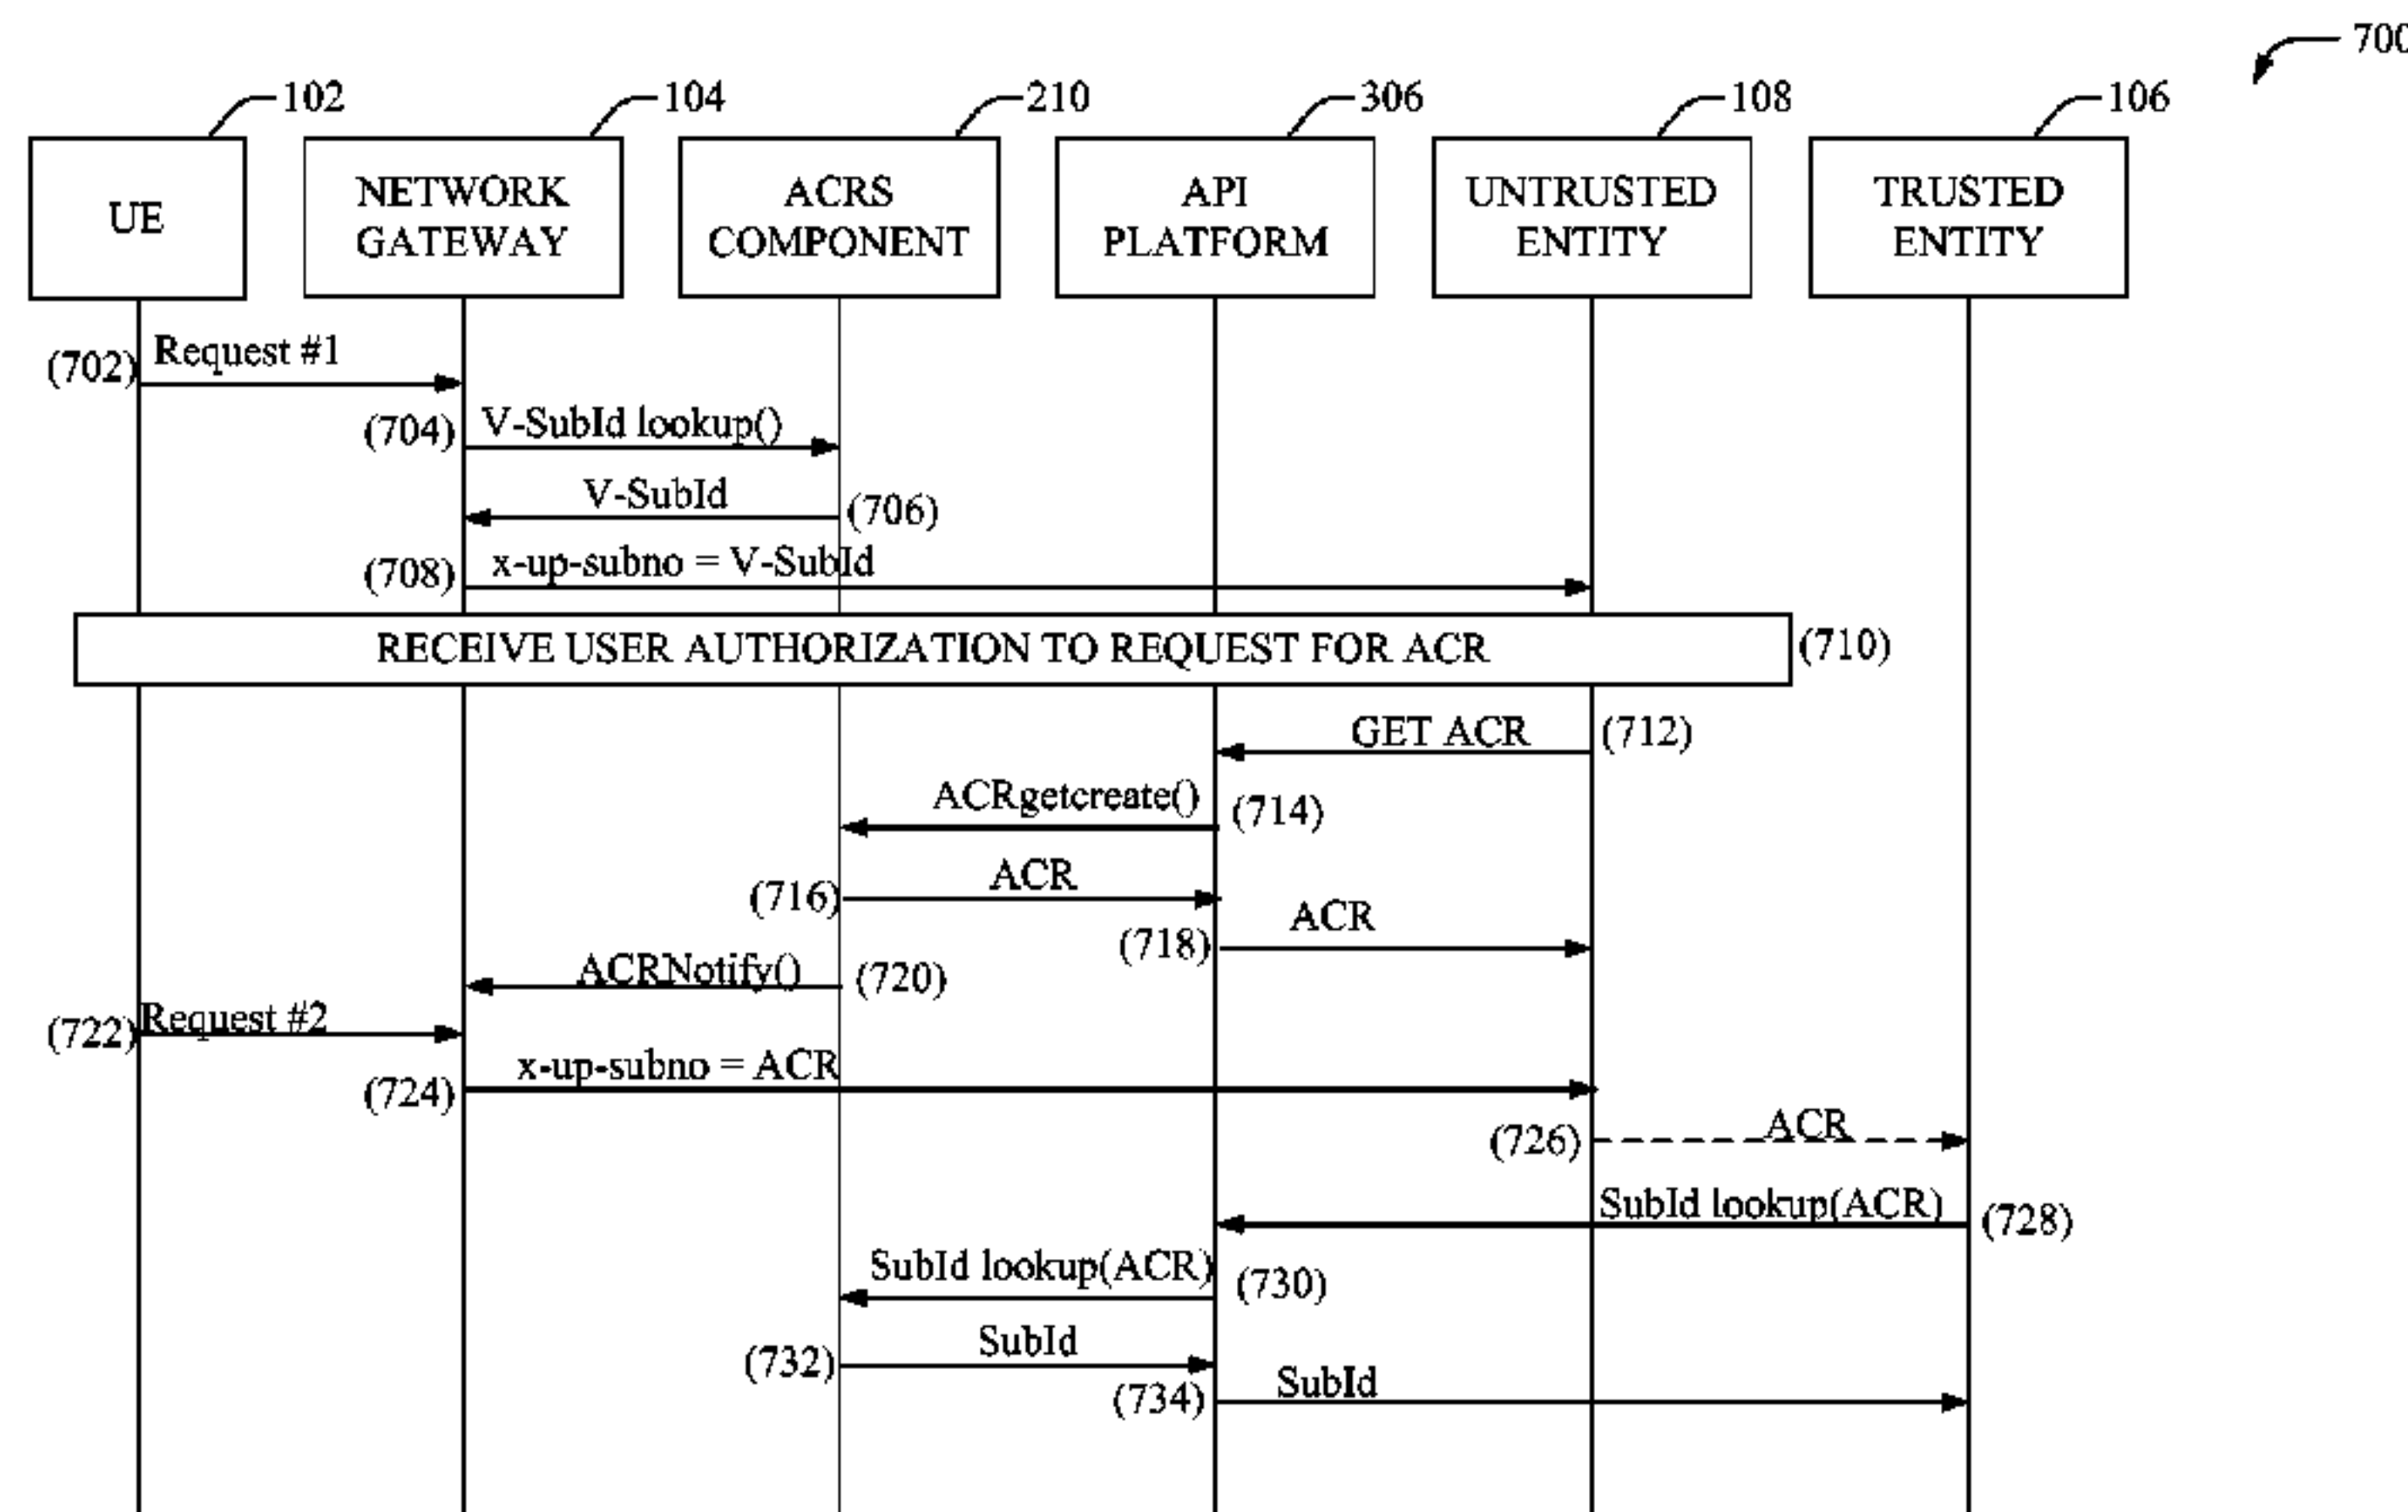 700
102
104
210
306
108
106
UE
NETWORK
GATEWAY
ACRS
COMPONENT
API
PLATFORM
UNTRUSTED
ENTITY
TRUSTED
ENTITY
(702) Request #1
(704) V-SubId lookup()
V-SubId (706)
(708) x-up-subno = V-SubId
RECEIVE USER AUTHORIZATION TO REQUEST FOR ACR (710)
GET ACR (712)
ACRgetcreate() (714)
(716) ACR
(718) ACR
ACRNotify() (720)
(722) Request #2
(724) x-up-subno = ACR
(726) ACR
SubId lookup(ACR) (728)
SubId lookup(ACR) (730)
(732) SubId
(734) SubId